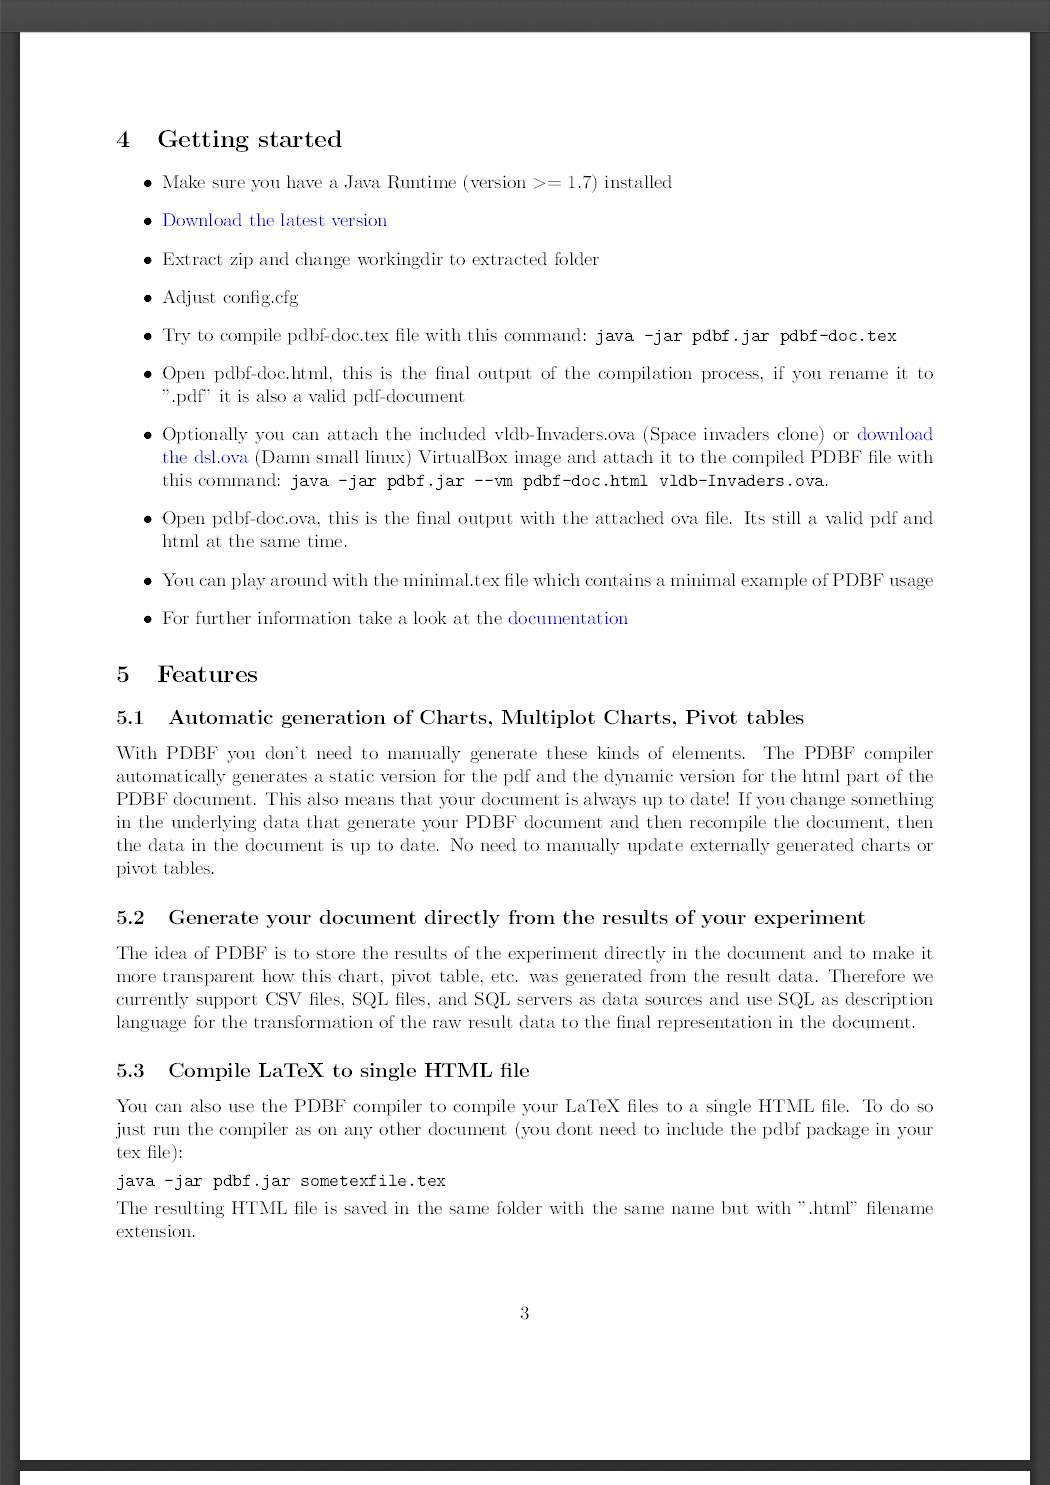 4 Getting started
• Make sure you have a Java Runtime (version >= 1.7) installed
• Download the latest version
• Extract zip and change workingdir to extracted folder
• Adjust config.cfg
• Try to compile pdbf-doc.tex file with this command: java -jar pdbf.jar pdbf-doc.tex
• Open pdbf-doc.html, this is the final output of the compilation process, if you rename it to
".pdf" it is also a valid pdf-document
• Optionally you can attach the included vldb-Invaders.ova (Space invaders clone) or download
the dsl.ova (Damn small linux) VirtualBox image and attach it to the compiled PDBF file with
this command: java -jar pdbf.jar --vm pdbf-doc.html vldb-Invaders.ova.
• Open pdbf-doc.ova, this is the final output with the attached ova file. Its still a valid pdf and
html at the same time.
• You can play around with the minimal.tex file which contains a minimal example of PDBF usage
• For further information take a look at the documentation
5 Features
5.1 Automatic generation of Charts, Multiplot Charts, Pivot tables
With PDBF you don't need to manually generate these kinds of elements. The PDBF compiler
automatically generates a static version for the pdf and the dynamic version for the html part of the
PDBF document. This also means that your document is always up to date! If you change something
in the underlying data that generate your PDBF document and then recompile the document, then
the data in the document is up to date. No need to manually update externally generated charts or
pivot tables.
5.2 Generate your document directly from the results of your experiment
The idea of PDBF is to store the results of the experiment directly in the document and to make it
more transparent how this chart, pivot table, etc. was generated from the result data. Therefore we
currently support CSV files, SQL files, and SQL servers as data sources and use SQL as description
language for the transformation of the raw result data to the final representation in the document.
5.3 Compile LaTeX to single HTML file
You can also use the PDBF compiler to compile your LaTeX files to a single HTML file. To do so
just run the compiler as on any other document (you dont need to include the pdbf package in your
tex file):
java -jar pdbf.jar sometexfile.tex
The resulting HTML file is saved in the same folder with the same name but with ".html" filename
extension.
3